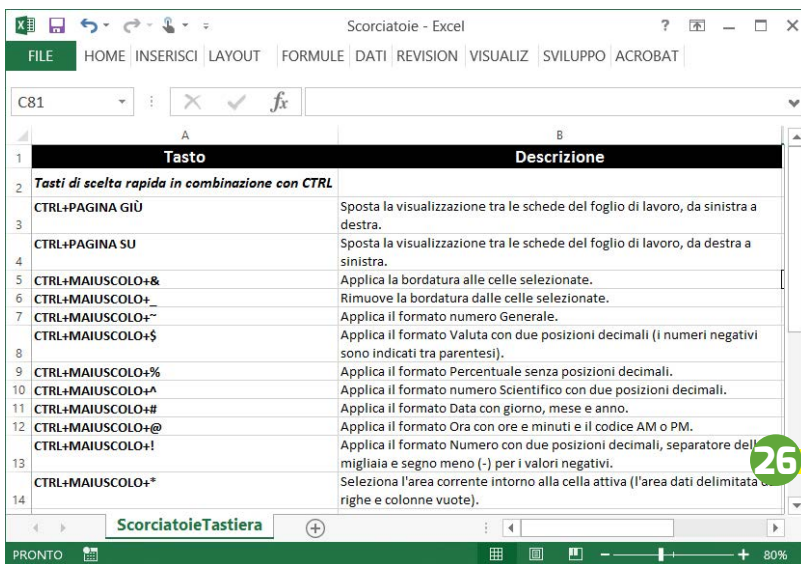 Scorciatoie - Excel
FILE HOME INSERISCI LAYOUT FORMULE DATI REVISION VISUALIZ SVILUPPO ACROBAT
C81 fx
A B
1 Tasto Descrizione
2 Tasti di scelta rapida in combinazione con CTRL
CTRL+PAGINA GIÙ Sposta la visualizzazione tra le schede del foglio di lavoro, da sinistra a
3 destra.
CTRL+PAGINA SU Sposta la visualizzazione tra le schede del foglio di lavoro, da destra a
4 sinistra.
5 CTRL+MAIUSCOLO+& Applica la bordatura alle celle selezionate.
6 CTRL+MAIUSCOLO+_ Rimuove la bordatura dalle celle selezionate.
7 CTRL+MAIUSCOLO+~ Applica il formato numero Generale.
CTRL+MAIUSCOLO+$ Applica il formato Valuta con due posizioni decimali (i numeri negativi
8 sono indicati tra parentesi).
9 CTRL+MAIUSCOLO+% Applica il formato Percentuale senza posizioni decimali.
10 CTRL+MAIUSCOLO+^ Applica il formato numero Scientifico con due posizioni decimali.
11 CTRL+MAIUSCOLO+# Applica il formato Data con giorno, mese e anno.
12 CTRL+MAIUSCOLO+@ Applica il formato Ora con ore e minuti e il codice AM o PM.
CTRL+MAIUSCOLO+! Applica il formato Numero con due posizioni decimali, separatore
13 migliaia e segno meno (-) per i valori negativi.
26
CTRL+MAIUSCOLO+* Seleziona l'area corrente intorno alla cella attiva (l'area dati delimitata
14 righe e colonne vuote).
ScorciatoieTastiera
PRONTO 80%